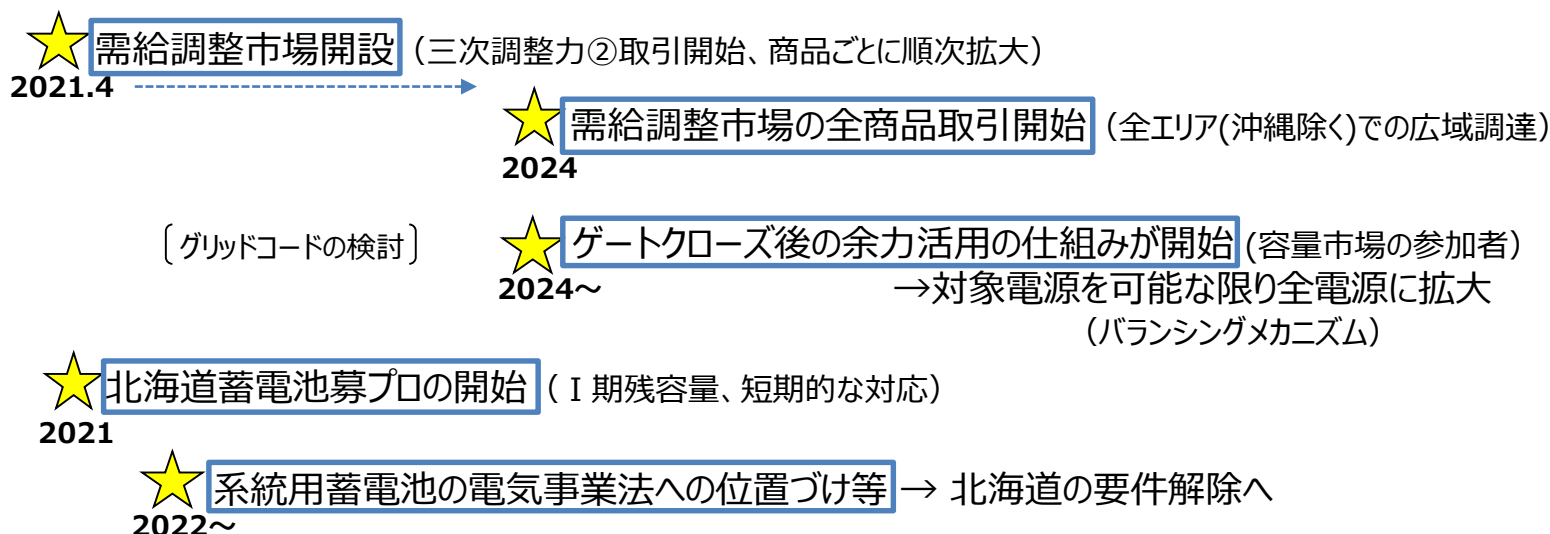 需給調整市場開設（三次調整力②取引開始、商品ごとに順次拡大）
2021.4
需給調整市場の全商品取引開始（全エリア(沖縄除く)での広域調達）
2024
〔グリッドコードの検討〕
ゲートクローズ後の余力活用の仕組みが開始(容量市場の参加者）
2024～
→対象電源を可能な限り全電源に拡大
（バランシングメカニズム）
北海道蓄電池募プロの開始（Ⅰ期残容量、短期的な対応）
2021
系統用蓄電池の電気事業法への位置づけ等→ 北海道の要件解除へ
2022～